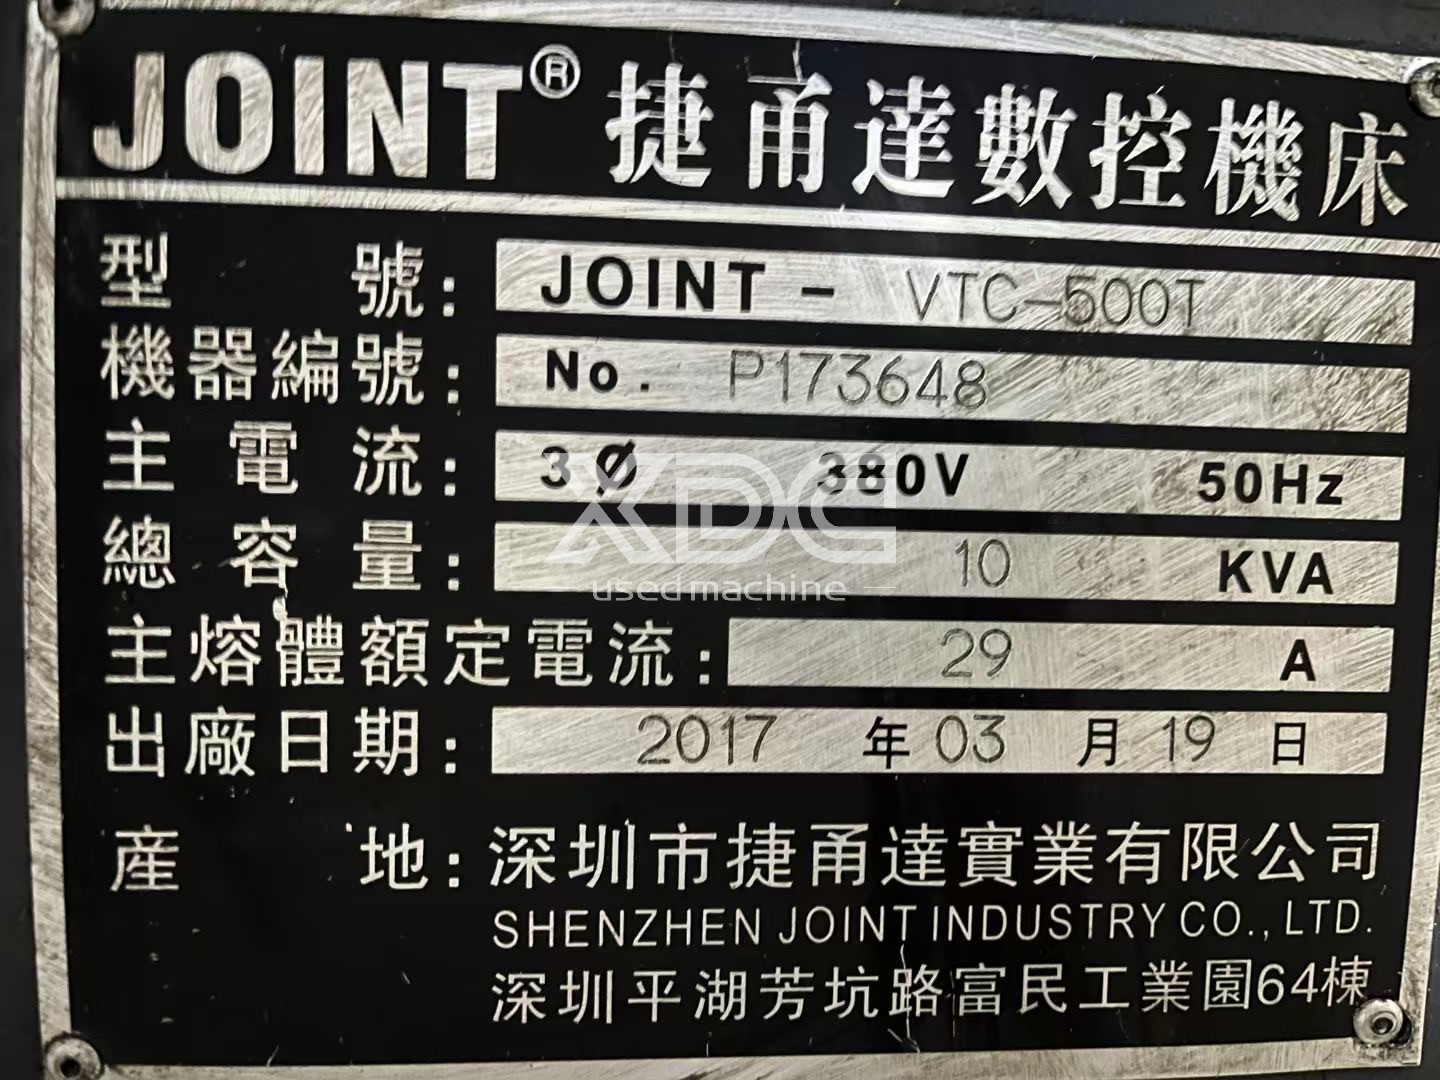 JOINT® 捷甬達數控機床
型號: JOINT - VTC-500T
機器編號: No. P173648
主電流: 3Ø 380V 50Hz
總容量: 10 KVA
主熔體額定電流: 29 A
出廠日期: 2017 年 03 月 19 日
産地: 深圳市捷甬達實業有限公司
SHENZHEN JOINT INDUSTRY CO., LTD.
深圳平湖芳坑路富民工業園64棟
XDC
used machine